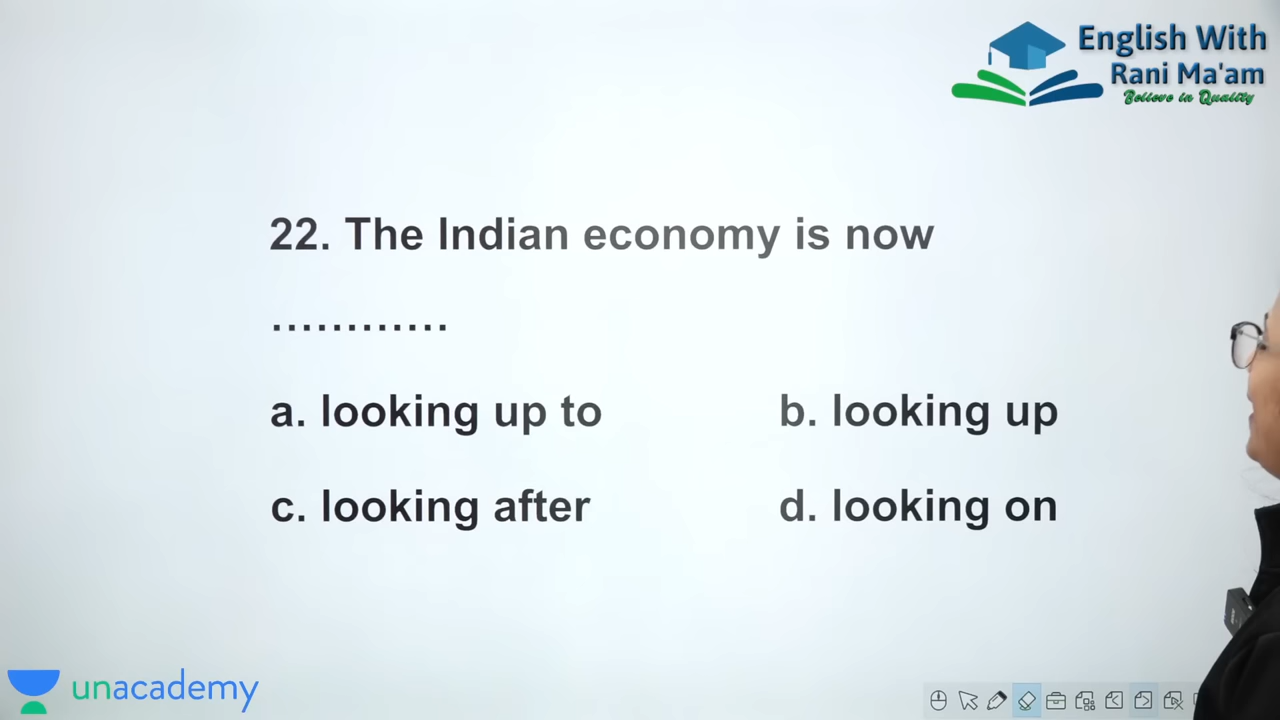 English With
Rani Ma'am
Believe in Quality
22. The Indian economy is now
............
a. looking up to b. looking up
c. looking after d. looking on
unacademy